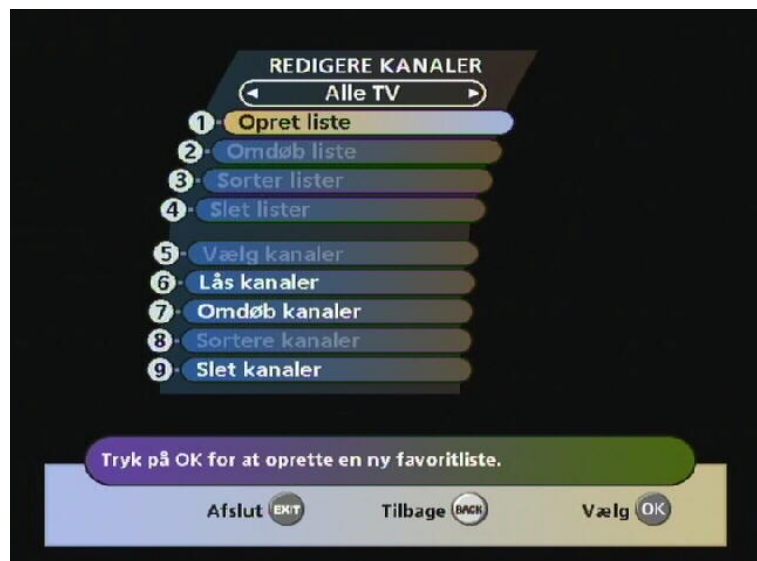 REDIGERE KANALER
Alle TV
1 Opret liste
2 Omdøb liste
3 Sorter lister
4 Slet lister
5 Vælg kanaler
6 Lås kanaler
7 Omdøb kanaler
8 Sortere kanaler
9 Slet kanaler
Tryk på OK for at oprette en ny favoritliste.
Afslut EXIT Tilbage BACK Vælg OK